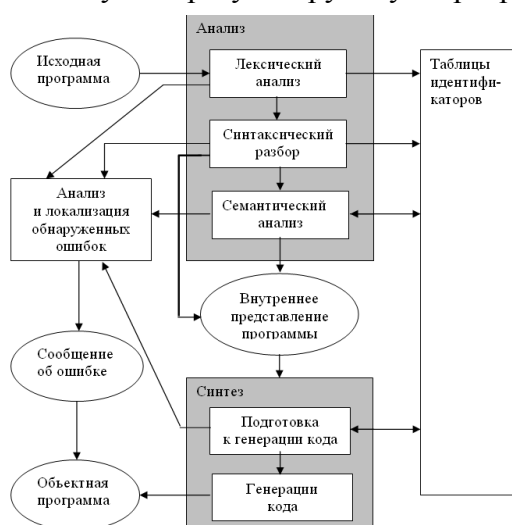 Анализ
Исходная
программа
Лексический
анализ
Таблицы
идентифи-
каторов
Синтаксический
разбор
Анализ
и локализация
обнаруженных
ошибок
Семантический
анализ
Внутреннее
представление
программы
Сообщение
об ошибке
Синтез
Подготовка
к генерации кода
Объектная
программа
Генерации
кода